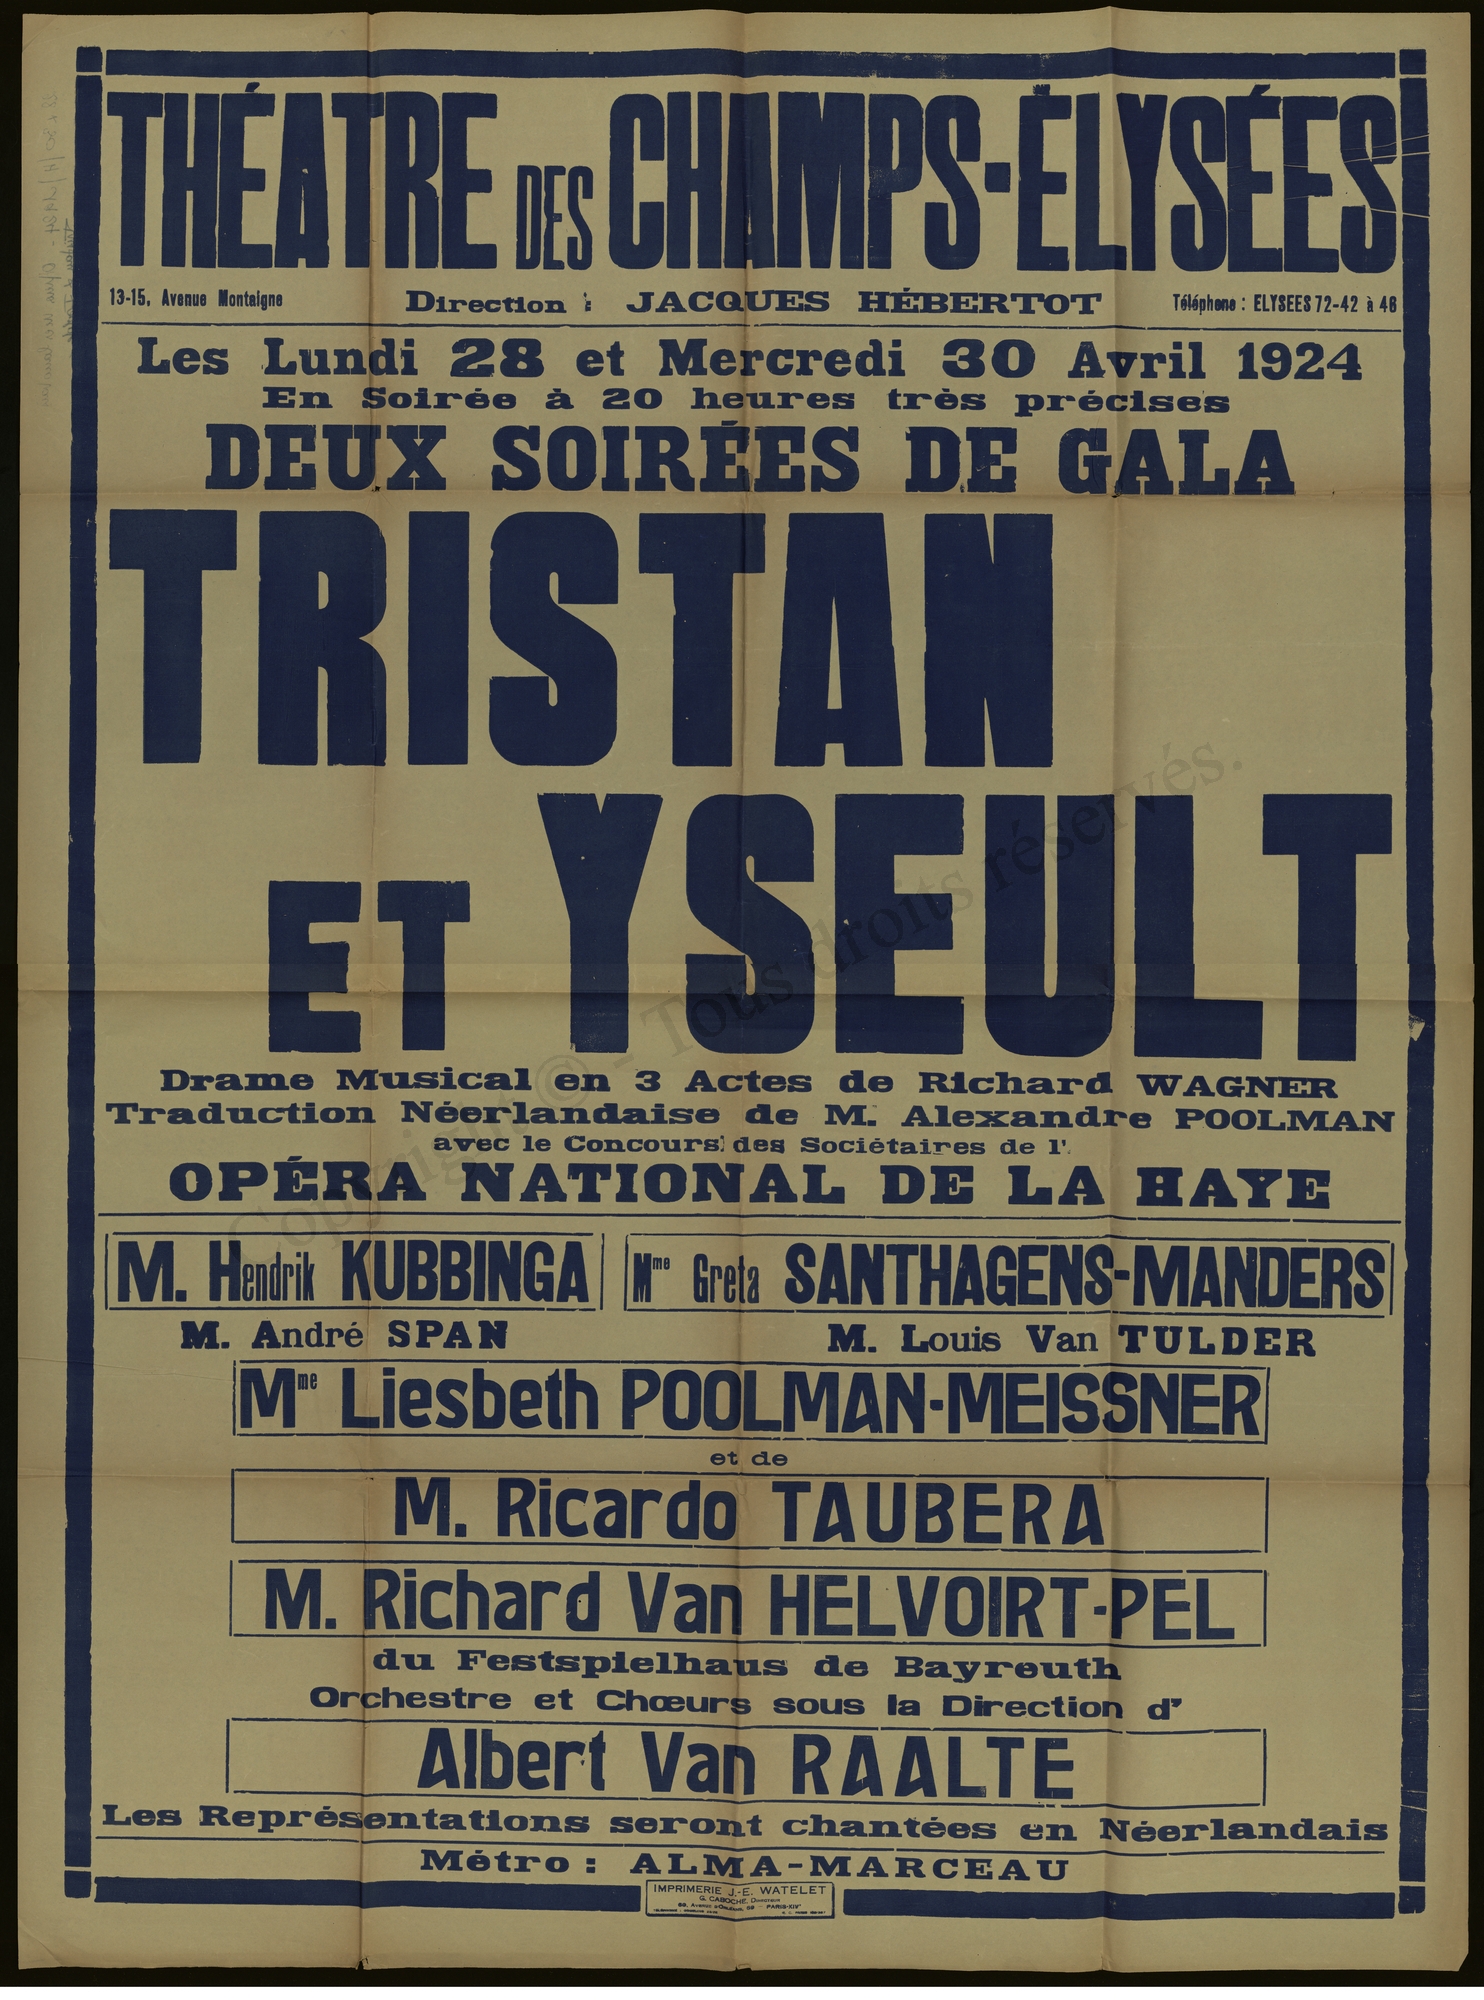 THÉATRE DES CHAMPS-ÉLYSÉES
13-15, Avenue Montaigne Direction : JACQUES HÉBERTOT Téléphone : ELYSEES 72-42 à 46
Les Lundi 28 et Mercredi 30 Avril 1924
En Soirée à 20 heures très précises
DEUX SOIRÉES DE GALA
TRISTAN
ET YSEULT
Drame Musical en 3 Actes de Richard WAGNER
Traduction Néerlandaise de M. Alexandre POOLMAN
avec le Concours des Sociétaires de l'
OPÉRA NATIONAL DE LA HAYE
M. Hendrik KUBBINGA Mme Greta SANTHAGENS-MANDERS
M. André SPAN M. Louis Van TULDER
Mme Liesbeth POOLMAN-MEISSNER
et de
M. Ricardo TAUBERA
M. Richard Van HELVOIRT-PEL
du Festspielhaus de Bayreuth
Orchestre et Chœurs sous la Direction d'
Albert Van RAALTE
Les Représentations seront chantées en Néerlandais
Métro : ALMA-MARCEAU
IMPRIMERIE J.-E. WATELET
G. CABOCHE, Directeur
Copyright © - Tous droits réservés.